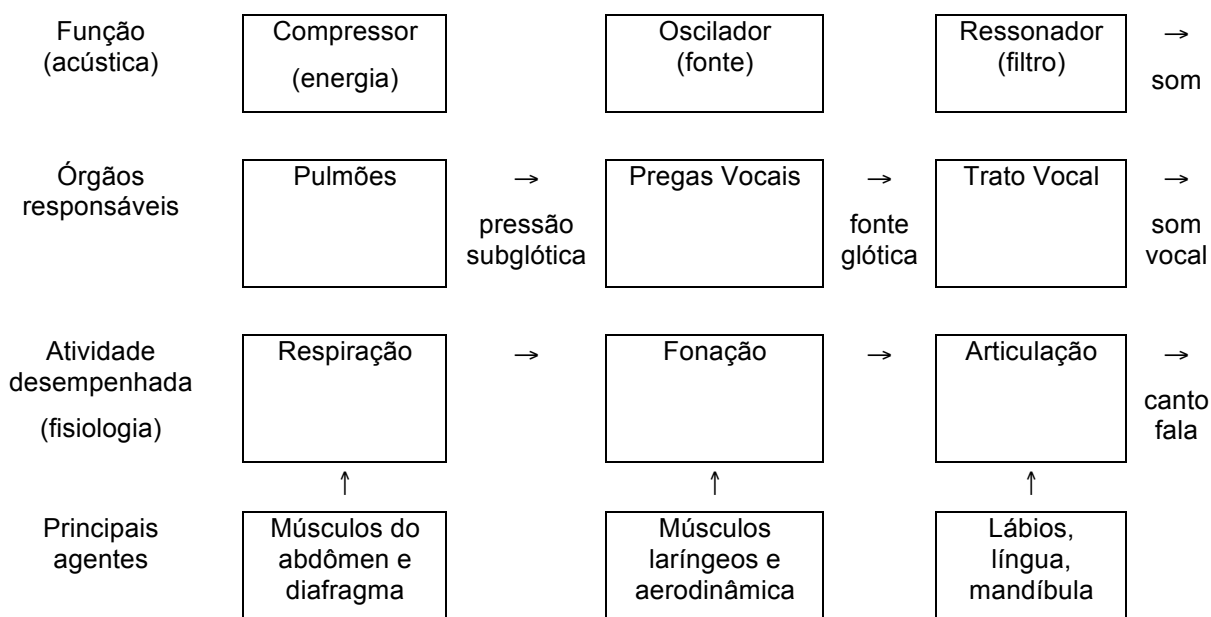 Função
(acústica)
Compressor
(energia)
Oscilador
(fonte)
Ressonador
(filtro)
→
som
Órgãos
responsáveis
Pulmões
→
pressão
subglótica
Pregas Vocais
→
fonte
glótica
Trato Vocal
→
som
vocal
Atividade
desempenhada
(fisiologia)
Respiração
→
Fonação
→
Articulação
→
canto
fala
↑
↑
↑
Principais
agentes
Músculos do
abdômen e
diafragma
Músculos
laríngeos e
aerodinâmica
Lábios,
língua,
mandíbula